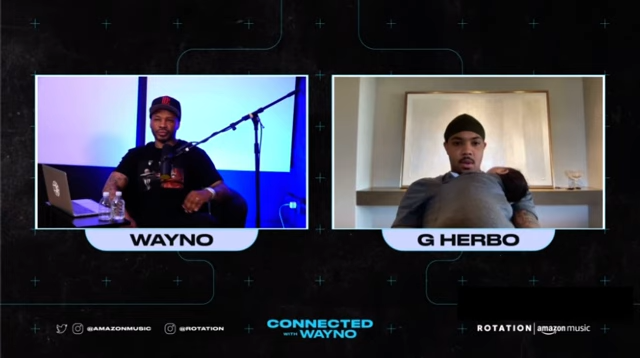 WAYNO
G HERBO
@AMAZONMUSIC
@ROTATION
CONNECTED
WITH WAYNO
ROTATION | amazon music